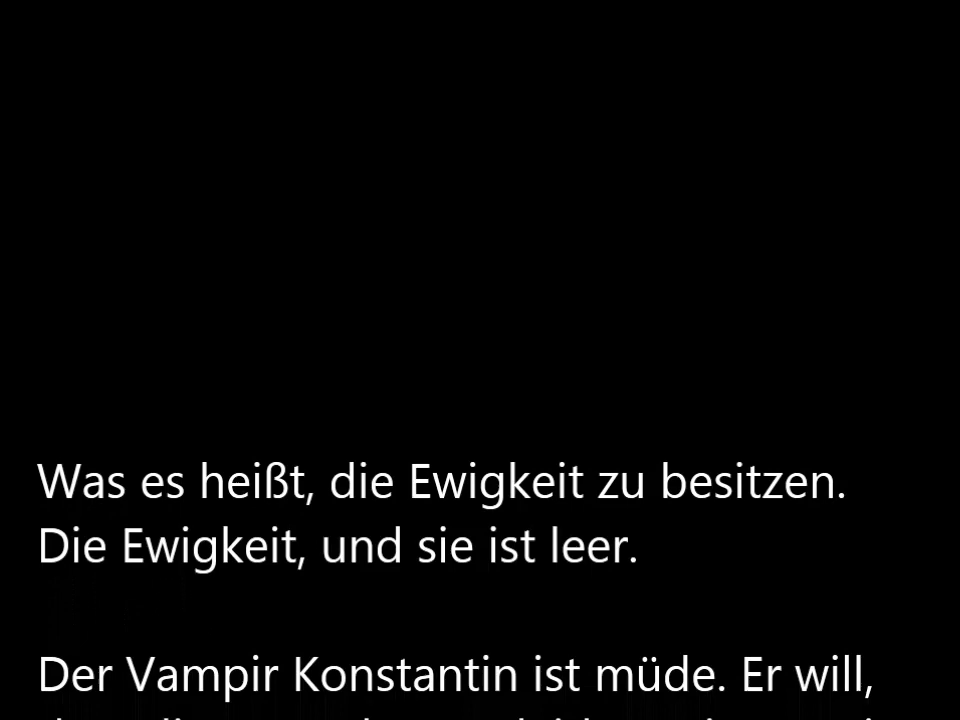 Was es heißt, die Ewigkeit zu besitzen.
Die Ewigkeit, und sie ist leer.
Der Vampir Konstantin ist müde. Er will,